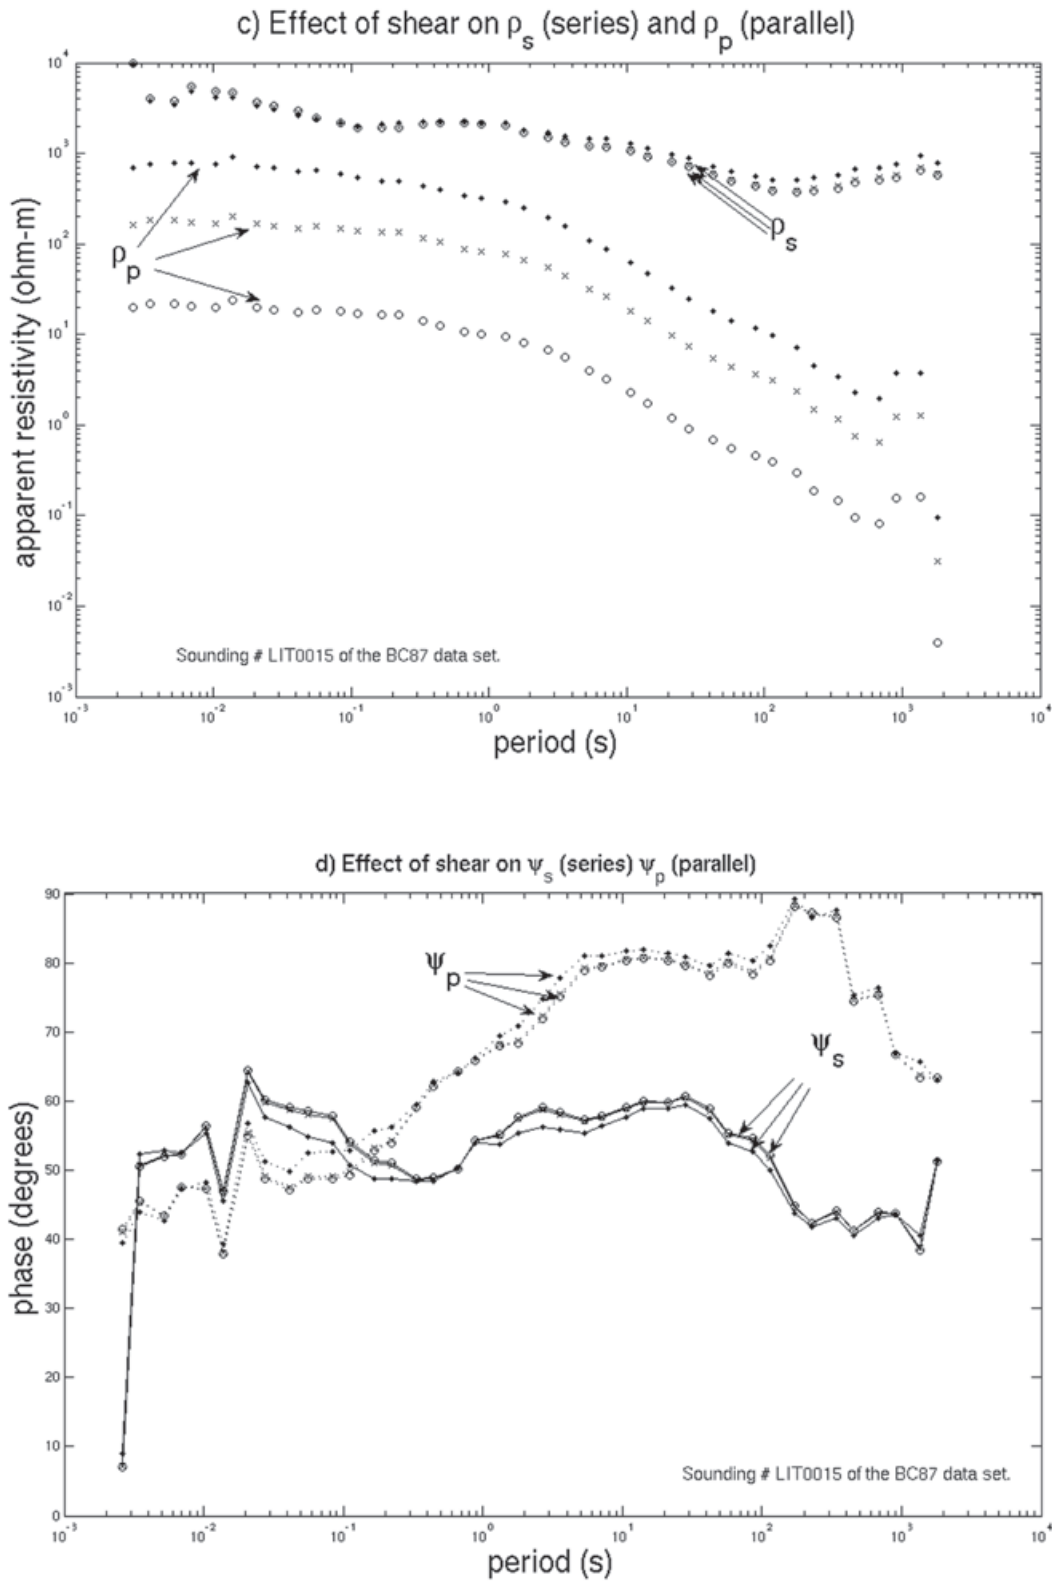 c) Effect of shear on ρs (series) and ρp (parallel)
10^4
10^3
10^2
10^1
10^0
10^-1
10^-2
10^-3
apparent resistivity (ohm-m)
ρp
ρs
Sounding # LIT0015 of the BC87 data set.
10^-3 10^-2 10^-1 10^0 10^1 10^2 10^3 10^4
period (s)
d) Effect of shear on ψs (series) ψp (parallel)
90
80
70
60
50
40
30
20
10
0
phase (degrees)
ψp
ψs
Sounding # LIT0015 of the BC87 data set.
10^-3 10^-2 10^-1 10^0 10^1 10^2 10^3 10^4
period (s)